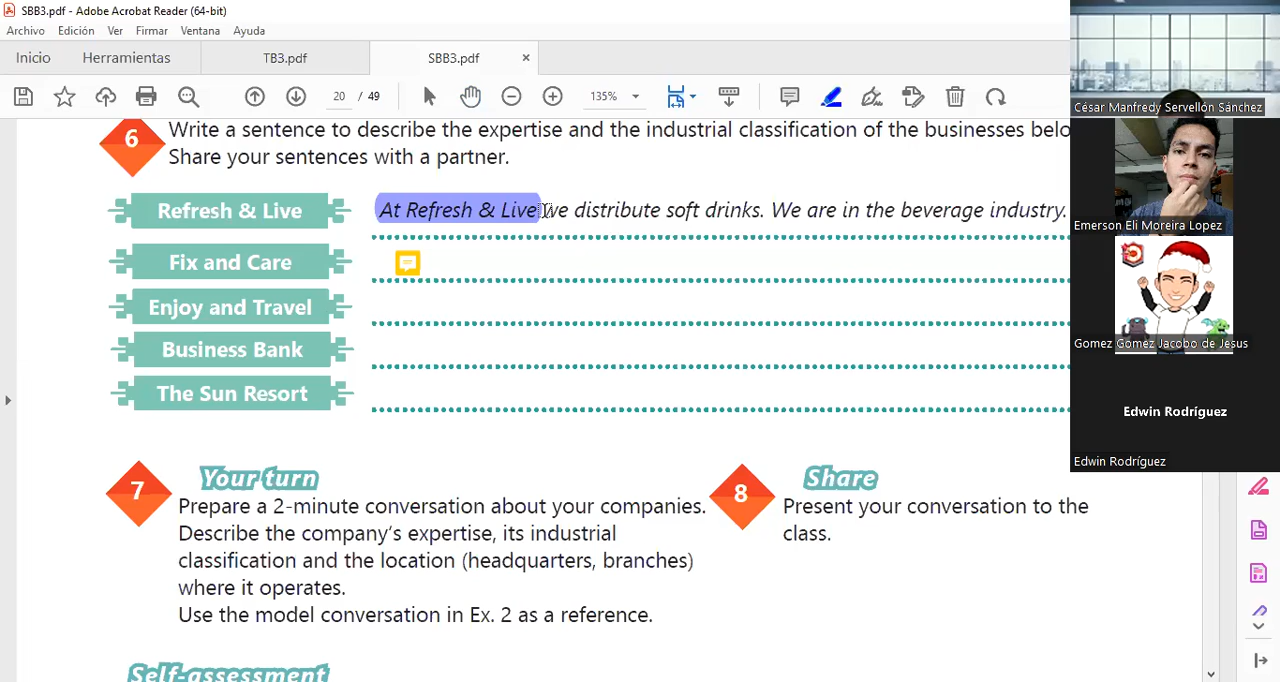 SBB3.pdf - Adobe Acrobat Reader (64-bit)
Archivo Edición Ver Firmar Ventana Ayuda
Inicio Herramientas TB3.pdf SBB3.pdf ×
20 / 49 135%
6 Write a sentence to describe the expertise and the industrial classification of the businesses belo
Share your sentences with a partner.
Refresh & Live At Refresh & Live we distribute soft drinks. We are in the beverage industry.
Fix and Care
Enjoy and Travel
Business Bank
The Sun Resort
7 Your turn
Prepare a 2-minute conversation about your companies.
Describe the company's expertise, its industrial
classification and the location (headquarters, branches)
where it operates.
Use the model conversation in Ex. 2 as a reference.
8 Share
Present your conversation to the
class.
Self-assessment
César Manfredy Servellón Sánchez
Emerson Eli Moreira Lopez
Gomez Gomez Jacobo de Jesus
Edwin Rodríguez
Edwin Rodríguez